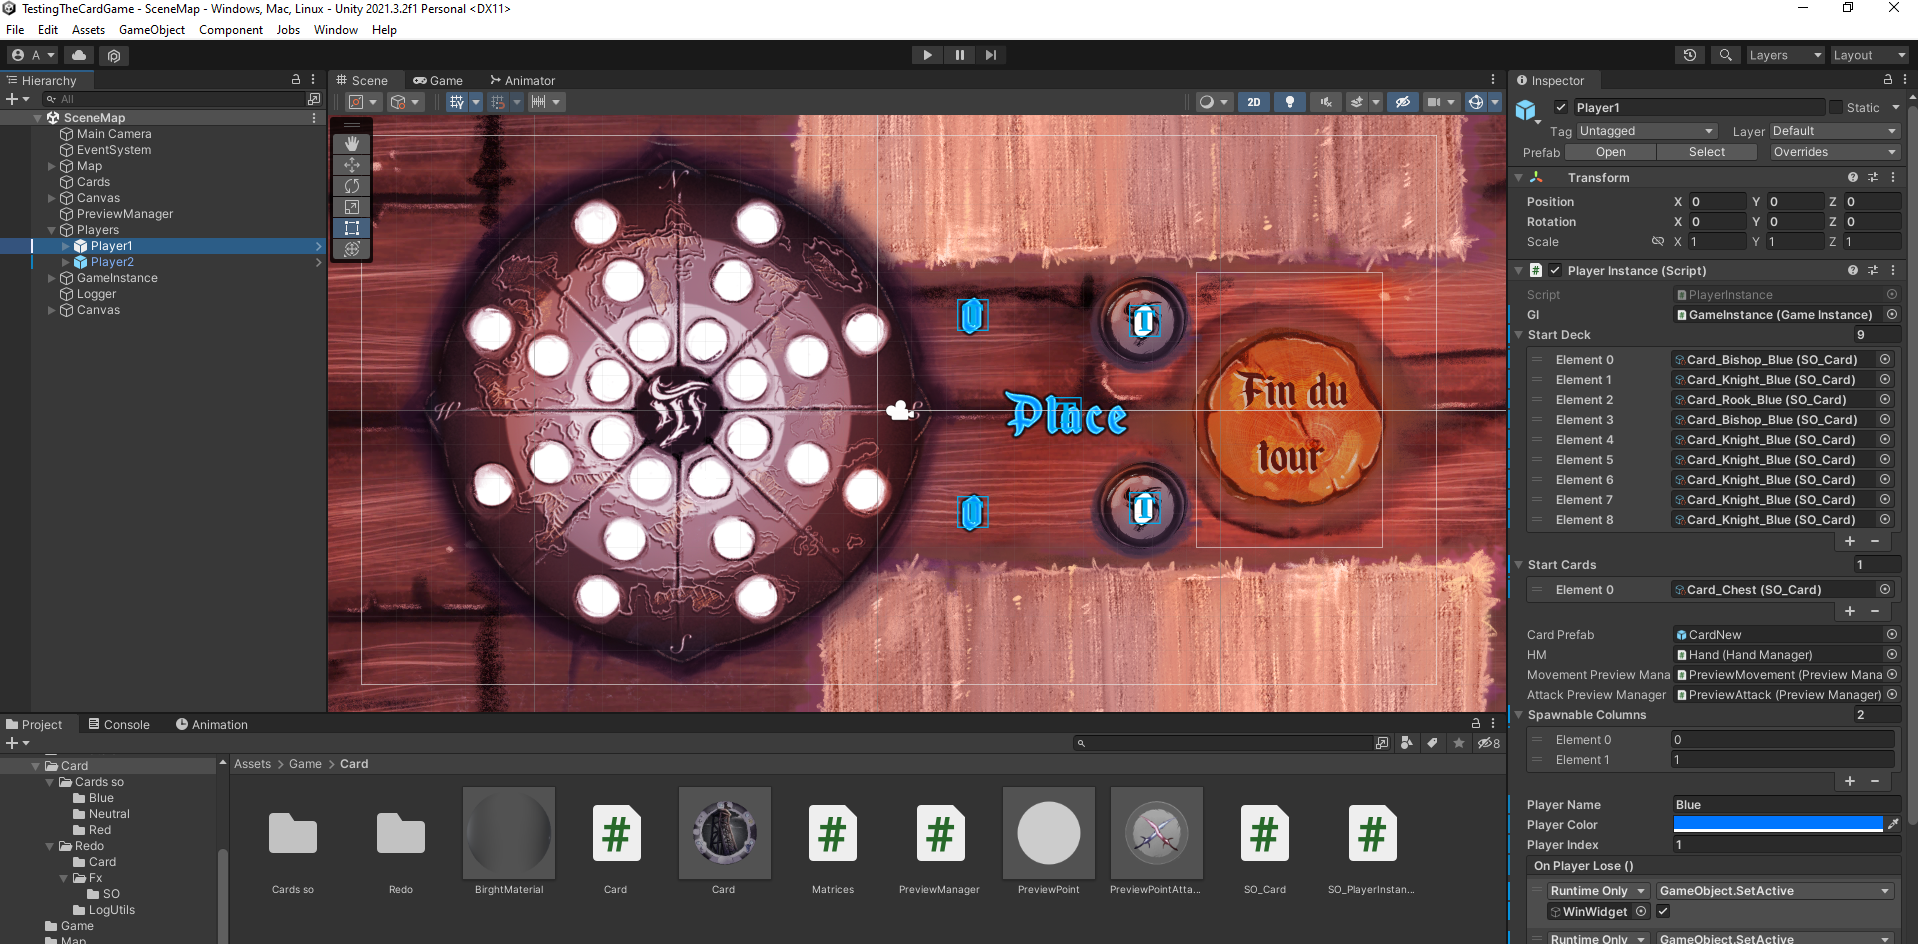 TestingTheCardGame - SceneMap - Windows, Mac, Linux - Unity 2021.3.2f1 Personal <DX11>
File Edit Assets GameObject Component Jobs Window Help
A
Layers Layout
Hierarchy
All
SceneMap
Main Camera
EventSystem
Map
Cards
Canvas
PreviewManager
Players
Player1
Player2
GameInstance
Logger
Canvas
Scene Game Animator
2D
N
W
S
Place
Fin du
tour
Inspector
Player1 Static
Tag Untagged Layer Default
Prefab Open Select Overrides
Transform
Position X 0 Y 0 Z 0
Rotation X 0 Y 0 Z 0
Scale X 1 Y 1 Z 1
# Player Instance (Script)
Script PlayerInstance
GI GameInstance (Game Instance)
Start Deck 9
Element 0 Card_Bishop_Blue (SO_Card)
Element 1 Card_Knight_Blue (SO_Card)
Element 2 Card_Rook_Blue (SO_Card)
Element 3 Card_Bishop_Blue (SO_Card)
Element 4 Card_Knight_Blue (SO_Card)
Element 5 Card_Knight_Blue (SO_Card)
Element 6 Card_Knight_Blue (SO_Card)
Element 7 Card_Knight_Blue (SO_Card)
Element 8 Card_Knight_Blue (SO_Card)
+ −
Start Cards 1
Element 0 Card_Chest (SO_Card)
+ −
Card Prefab CardNew
HM Hand (Hand Manager)
Movement Preview Mana PreviewMovement (Preview Mana
Attack Preview Manager PreviewAttack (Preview Manager)
Spawnable Columns 2
Element 0 0
Element 1 1
+ −
Player Name Blue
Player Color
Player Index 1
On Player Lose ()
Runtime Only GameObject.SetActive
WinWidget
Runtime Only GameObject.SetActive
Project Console Animation
8
Card
Cards so
Blue
Neutral
Red
Redo
Card
Fx
SO
LogUtils
Game
Map
Assets > Game > Card
# # # # #
Cards so Redo BirghtMaterial Card Card Matrices PreviewManager PreviewPoint PreviewPointAtta... SO_Card SO_PlayerInstan...